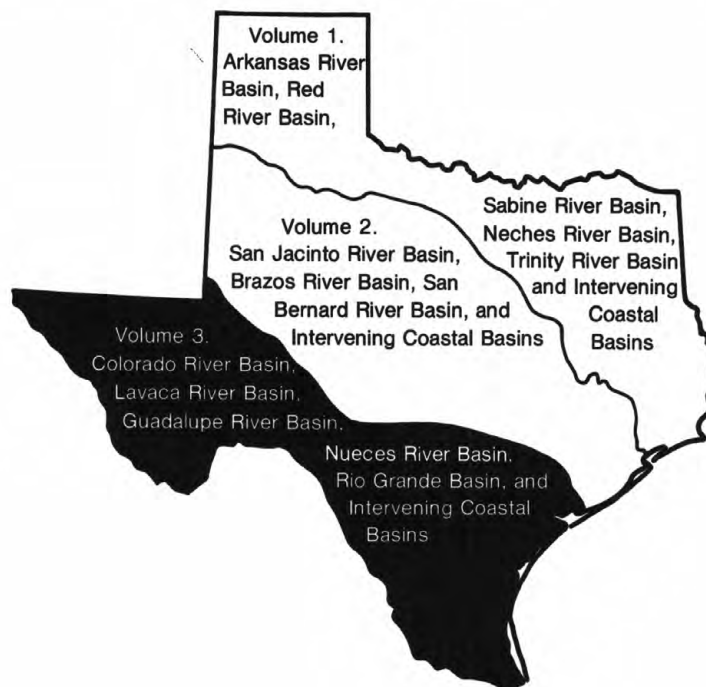 Volume 1.
Arkansas River
Basin, Red
River Basin,
Sabine River Basin,
Neches River Basin,
Trinity River Basin
and Intervening
Coastal
Basins
Volume 2.
San Jacinto River Basin,
Brazos River Basin, San
Bernard River Basin, and
Intervening Coastal Basins
Volume 3.
Colorado River Basin,
Lavaca River Basin,
Guadalupe River Basin,
Nueces River Basin.
Rio Grande Basin, and
Intervening Coastal
Basins